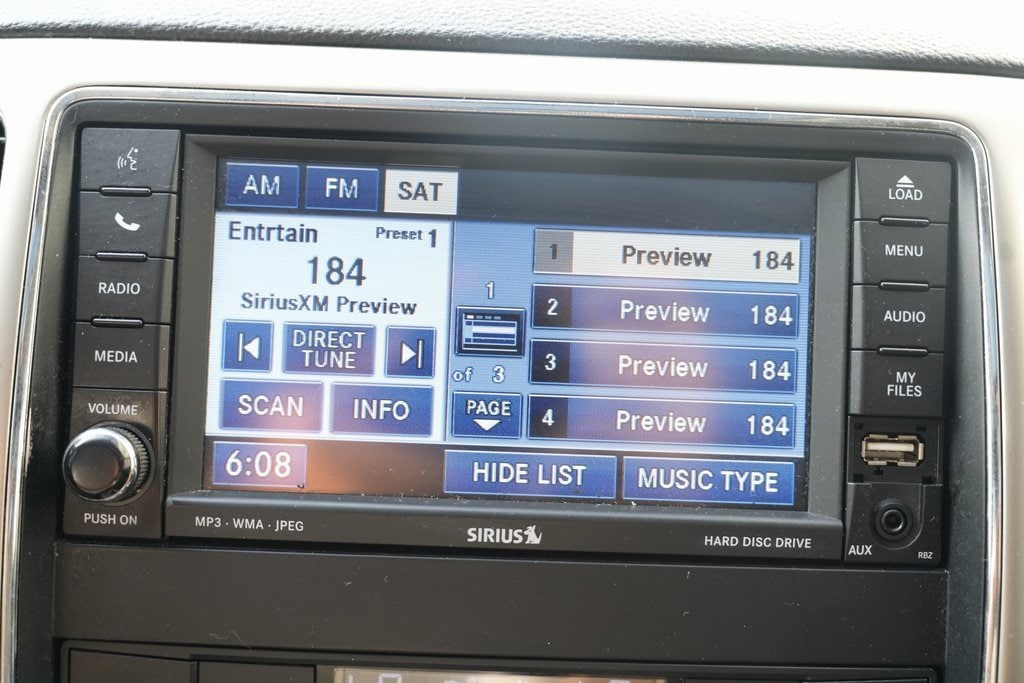 RADIO
MEDIA
VOLUME
PUSH ON
AM FM SAT
Entrtain Preset 1
184
SiriusXM Preview
DIRECT
TUNE
SCAN INFO
6:08
1
of 3
PAGE
1 Preview 184
2 Preview 184
3 Preview 184
4 Preview 184
HIDE LIST MUSIC TYPE
MP3 · WMA · JPEG
SIRIUS
HARD DISC DRIVE
LOAD
MENU
AUDIO
MY
FILES
AUX
RBZ